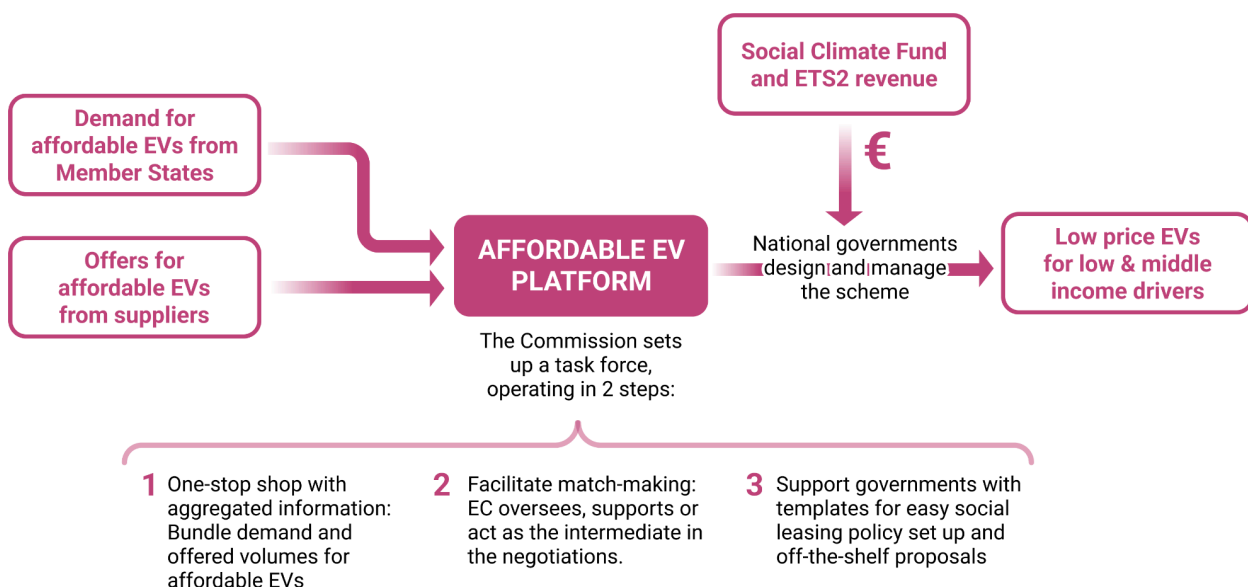 Social Climate Fund
and ETS2 revenue
€
Demand for
affordable EVs from
Member States
Offers for
affordable EVs
from suppliers
AFFORDABLE EV
PLATFORM
National governments
design and manage
the scheme
Low price EVs
for low & middle
income drivers
The Commission sets
up a task force,
operating in 2 steps:
1 One-stop shop with
aggregated information:
Bundle demand and
offered volumes for
affordable EVs
2 Facilitate match-making:
EC oversees, supports or
act as the intermediate in
the negotiations.
3 Support governments with
templates for easy social
leasing policy set up and
off-the-shelf proposals